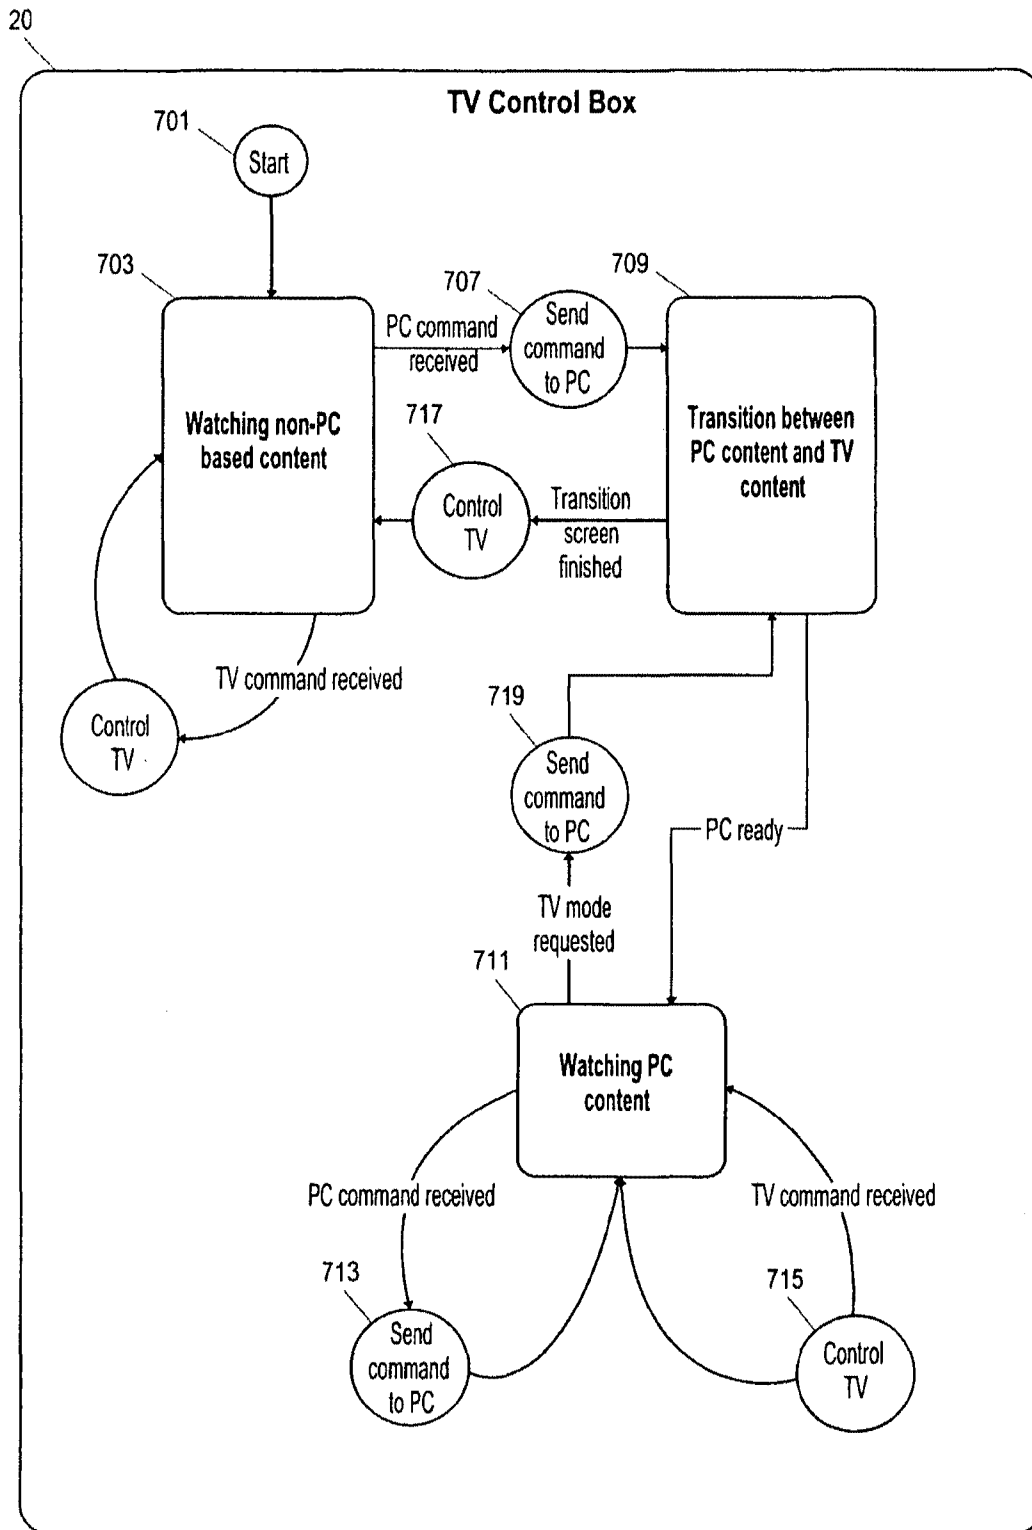 20
TV Control Box
701
Start
703
707
709
PC command
received
Send
command
to PC
717
Watching non-PC
based content
Transition between
PC content and TV
content
Control
TV
Transition
screen
finished
TV command received
719
Control
TV
Send
command
to PC
PC ready
TV mode
requested
711
Watching PC
content
PC command received
TV command received
713
715
Send
command
to PC
Control
TV